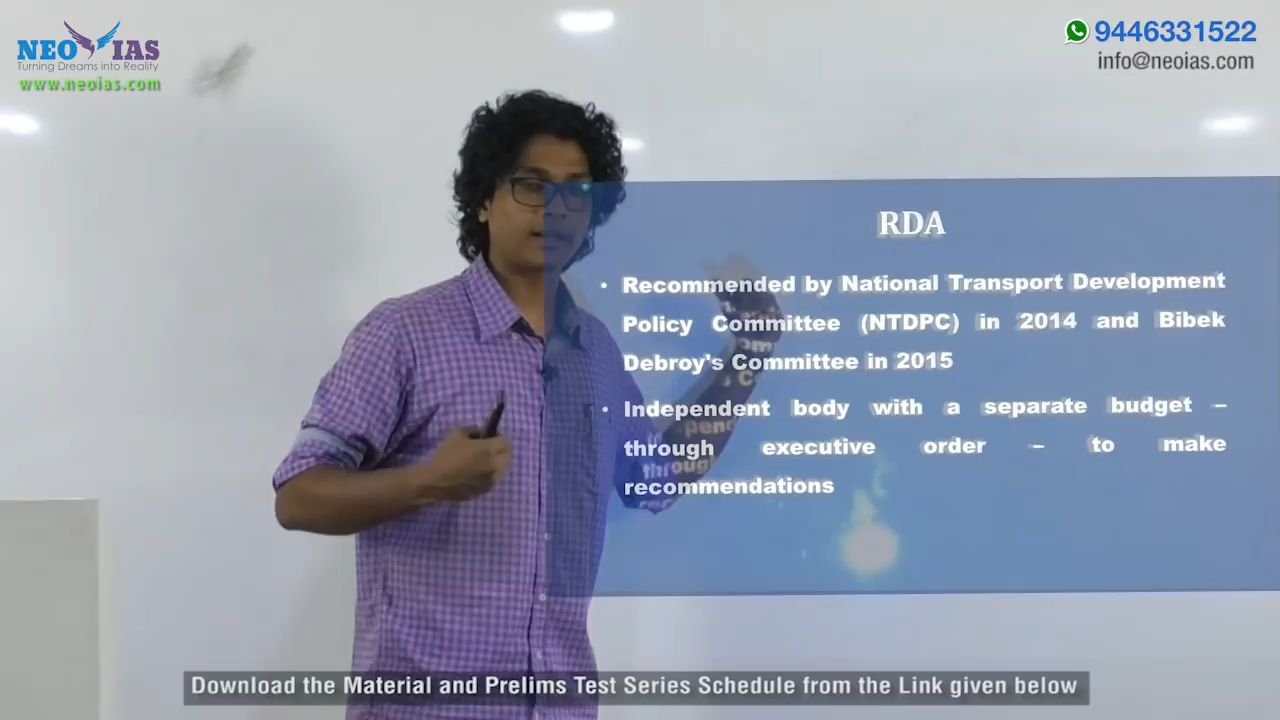 NEO IAS
Turning Dreams into Reality
www.neoias.com
9446331522
info@neoias.com
RDA
• Recommended by National Transport Development
Policy Committee (NTDPC) in 2014 and Bibek
Debroy's Committee in 2015
• Independent body with a separate budget –
through executive order – to make
recommendations
Download the Material and Prelims Test Series Schedule from the Link given below